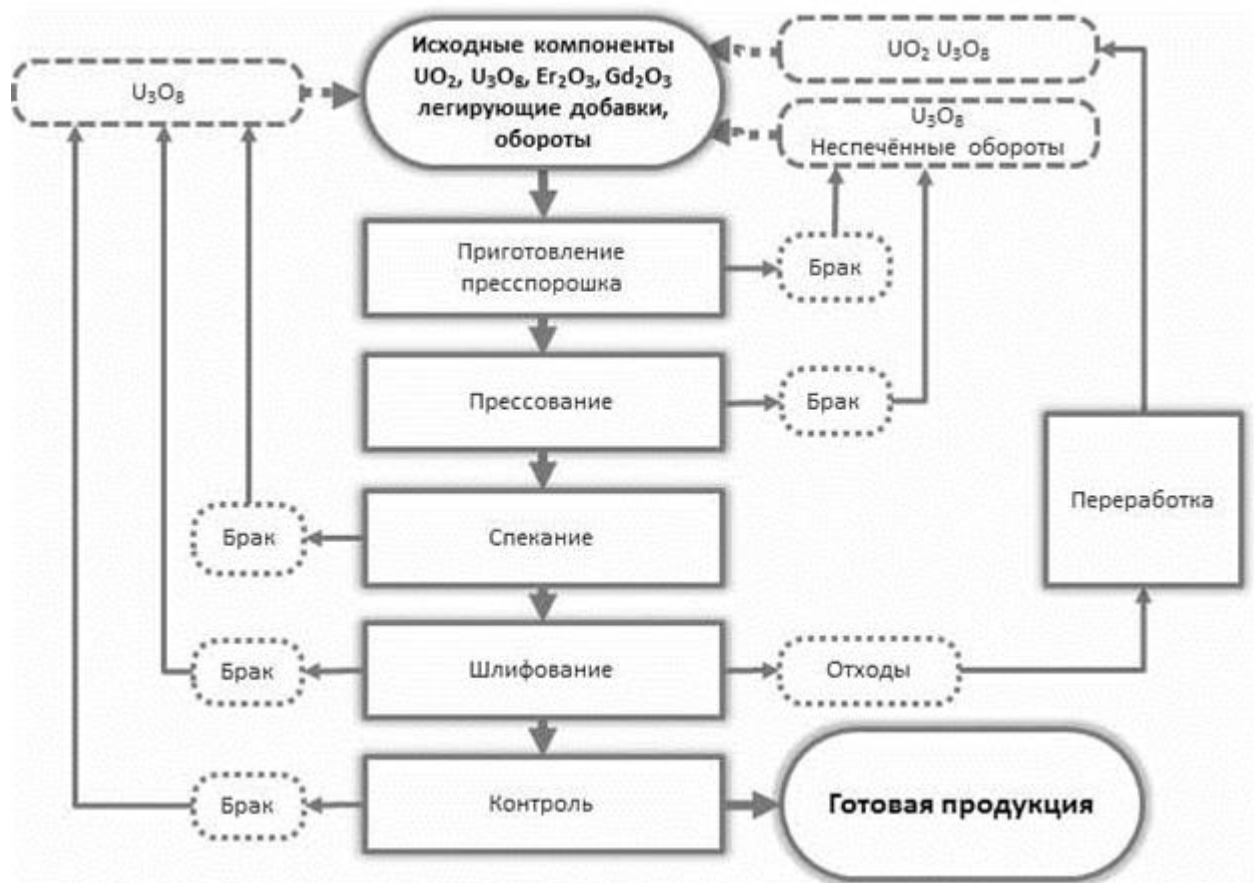 Исходные компоненты
UO₂, U₃O₈, Er₂O₃, Gd₂O₃
легирующие добавки,
обороты
UO₂ U₃O₈
U₃O₈
U₃O₈
Неспечённые обороты
Приготовление
пресспорошка
Брак
Прессование
Брак
Переработка
Брак
Спекание
Брак
Шлифование
Отходы
Брак
Контроль
Готовая продукция